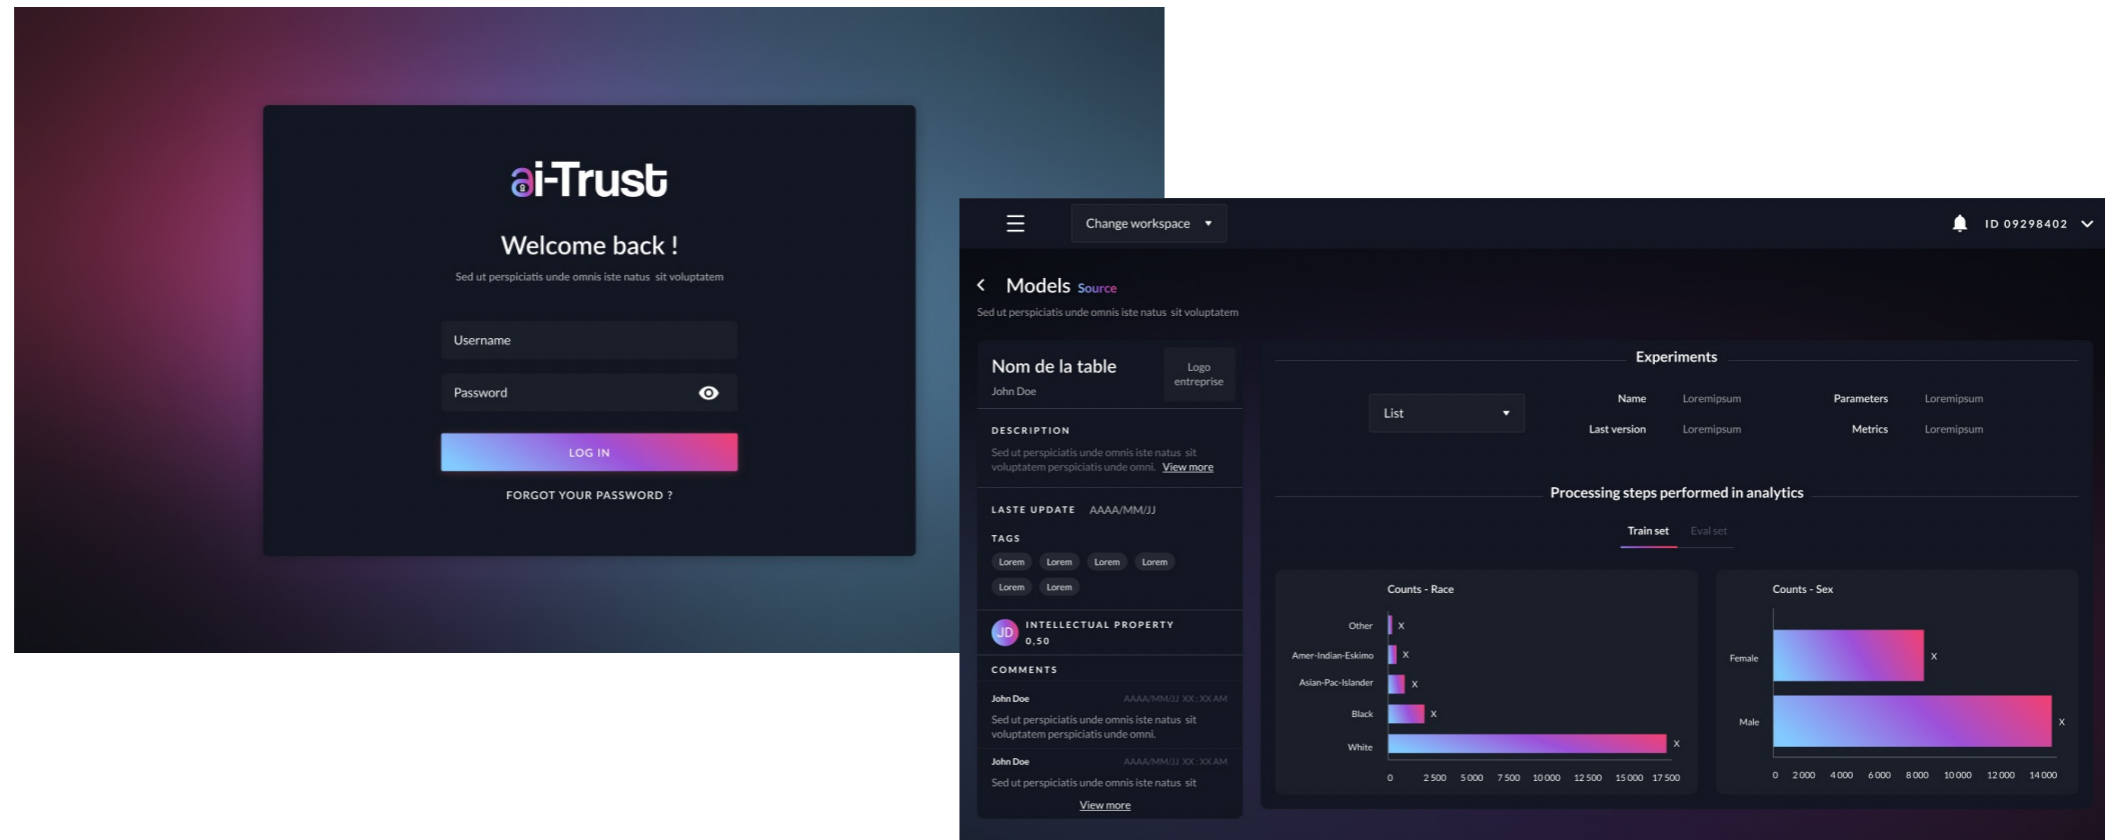 ai-Trust
Welcome back !
Sed ut perspiciatis unde omnis iste natus sit voluptatem
Username
Password
LOG IN
FORGOT YOUR PASSWORD ?
Change workspace
ID 09298402
Models Source
Sed ut perspiciatis unde omnis iste natus sit voluptatem
Nom de la table
John Doe
Logo
entreprise
DESCRIPTION
Sed ut perspiciatis unde omnis iste natus sit
voluptatem perspiciatis unde omni. View more
LASTE UPDATE AAAA/MM/JJ
TAGS
Lorem Lorem Lorem Lorem
Lorem Lorem
JD
INTELLECTUAL PROPERTY
0,50
COMMENTS
John Doe AAAA/MM/JJ XX : XX AM
Sed ut perspiciatis unde omnis iste natus sit
voluptatem perspiciatis unde omni.
John Doe AAAA/MM/JJ XX : XX AM
Sed ut perspiciatis unde omnis iste natus sit
View more
Experiments
List
Name Loremipsum Parameters Loremipsum
Last version Loremipsum Metrics Loremipsum
Processing steps performed in analytics
Train set Eval set
Counts - Race
Other X
Amer-Indian-Eskimo X
Asian-Pac-Islander X
Black X
White X
0 2 500 5 000 7 500 10 000 12 500 15 000 17 500
Counts - Sex
Female X
Male X
0 2 000 4 000 6 000 8 000 10 000 12 000 14 000